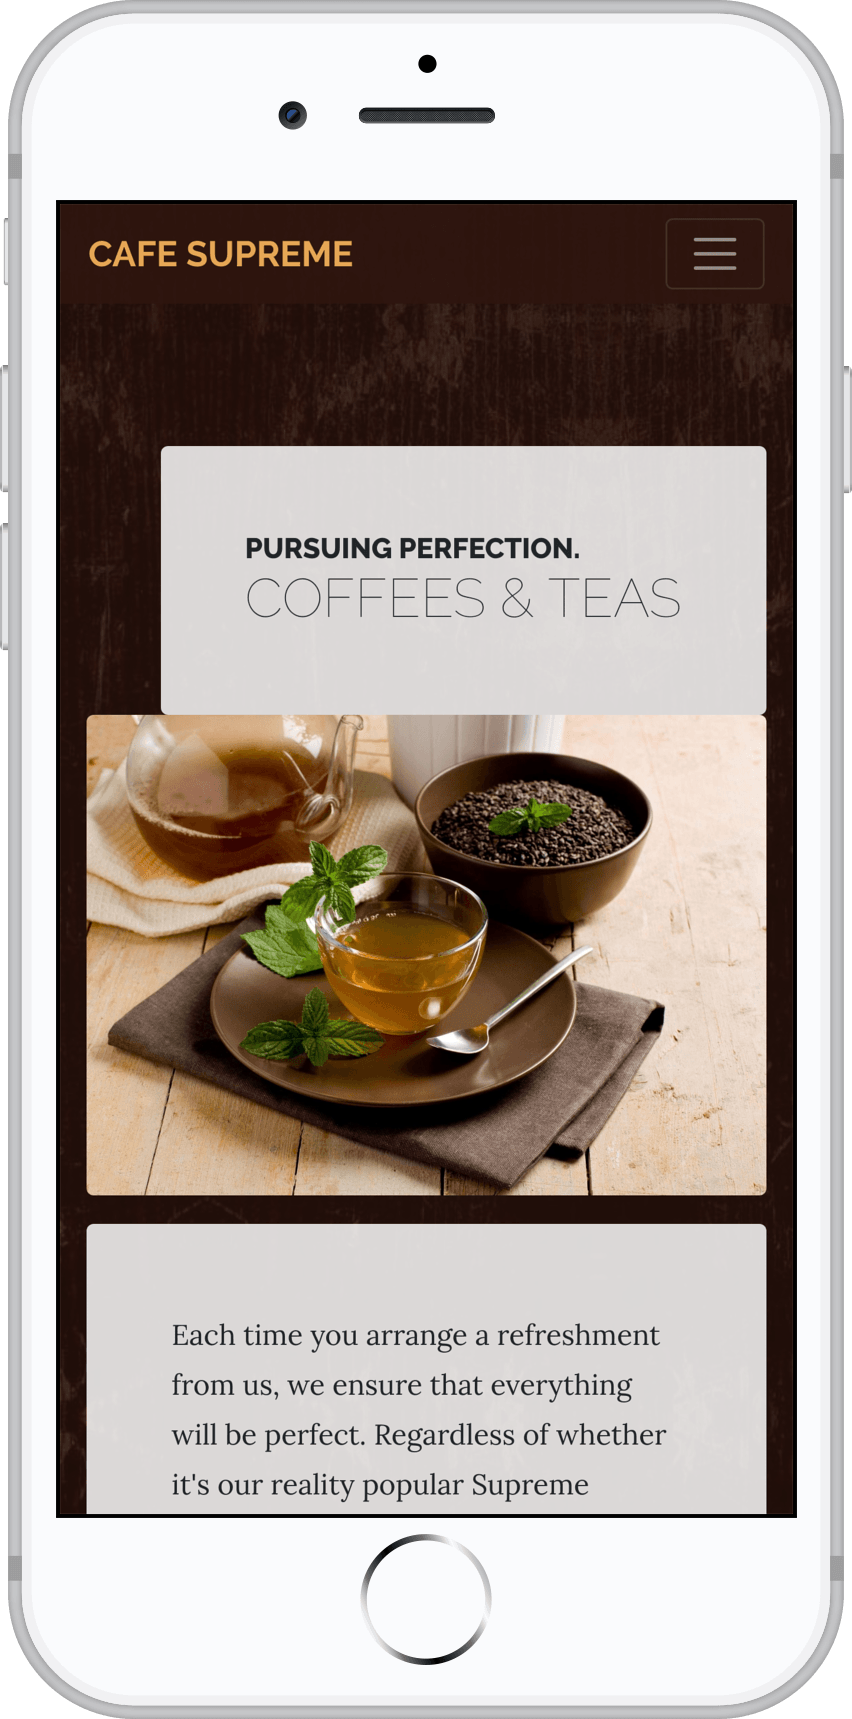 CAFE SUPREME
PURSUING PERFECTION.
COFFEES & TEAS
Each time you arrange a refreshment
from us, we ensure that everything
will be perfect. Regardless of whether
it's our reality popular Supreme